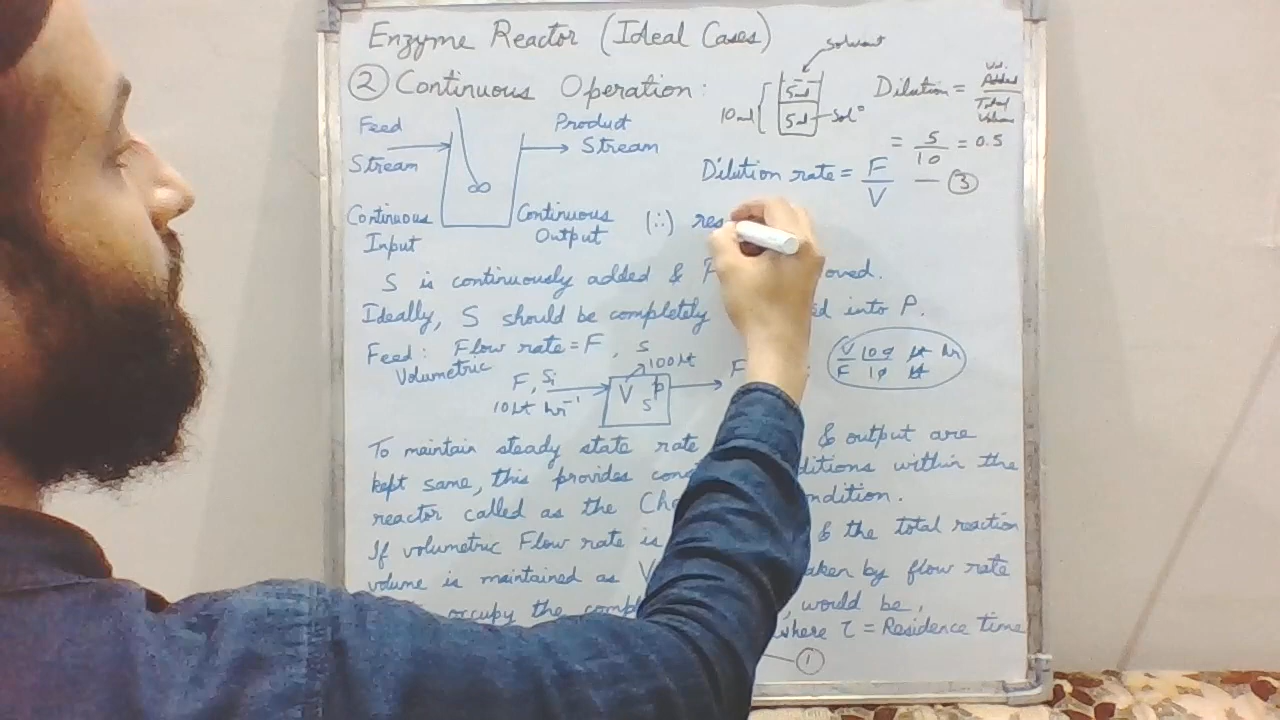 Enzyme Reactor (Ideal Cases)
② Continuous Operation:
Feed
Stream
Product
Stream
Continuous
Input
Continuous
Output
solvent
10ml
5ml
5ml
sol°
Dilution = Vol. Added / Total Volume
= 5/10 = 0.5
Dilution rate = F/V — ③
(∴) res
S is continuously added & P oved.
Ideally, S should be completely d into P.
Feed: Flow rate = F, S
Volumetric
F, Si
10Lt hr⁻¹
100Lt
V S P
F
V/F 100/10 Lt/Lt hr
To maintain steady state rate & output are
kept same, this provides ditions within the
reactor called as the ndition.
If volumetric Flow rate is & the total reaction
volume is maintained as V aken by flow rate
occupy the would be,
where τ = Residence time
— ①